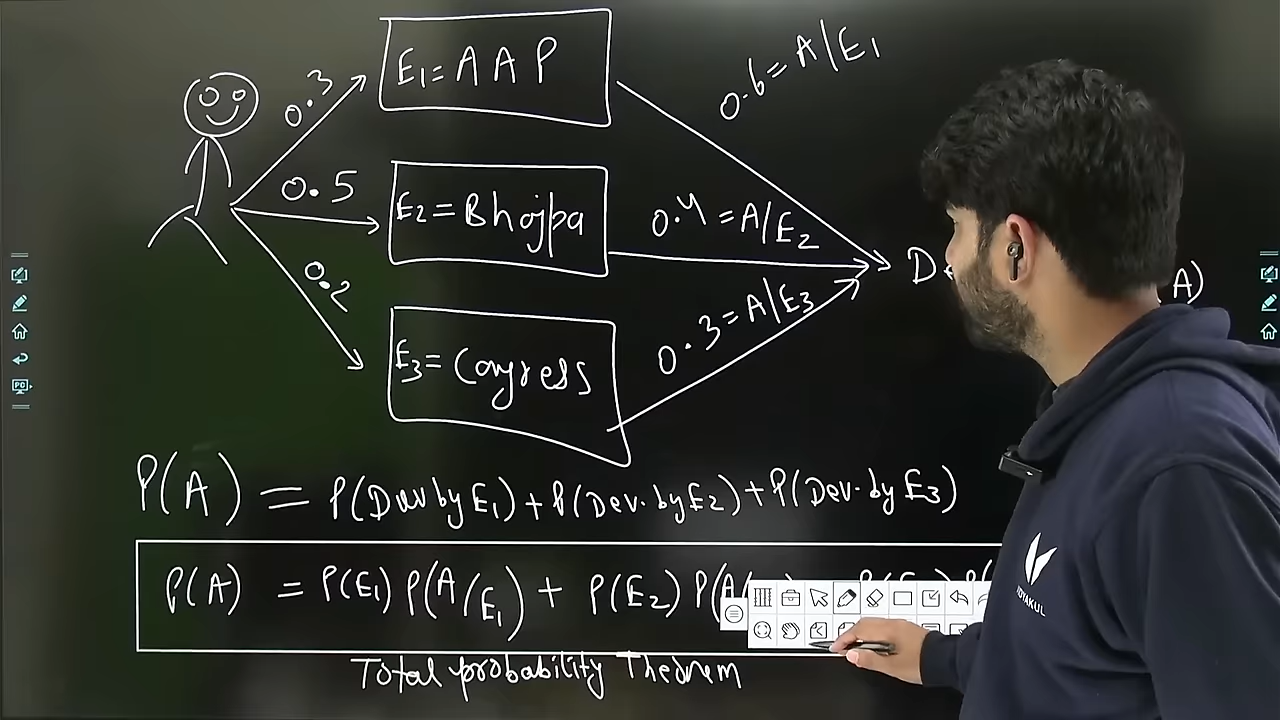 0.3
E₁ = A A P
0.6 = A/E₁
0.5
E₂ = Bhojpa
0.4 = A/E₂
0.2
E₃ = Congress
0.3 = A/E₃
D
A)
P(A) = P(Dev by E₁) + P(Dev. by E₂) + P(Dev. by E₃)
P(A) = P(E₁) P(A/E₁) + P(E₂) P(A/
Total probability Theorem